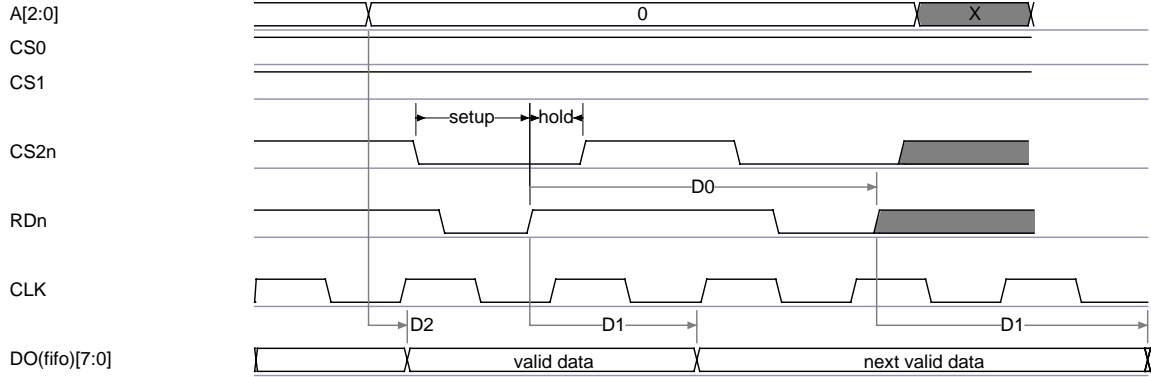 A[2:0] 0 X
CS0
CS1
setup hold
CS2n
D0
RDn
CLK
D2 D1 D1
DO(fifo)[7:0] valid data next valid data